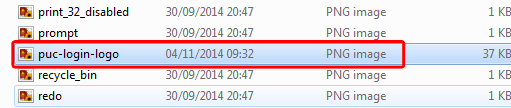 print_32_disabled 30/09/2014 20:47 PNG image 1 KB
prompt 30/09/2014 20:47 PNG image 1 KB
puc-login-logo 04/11/2014 09:32 PNG image 37 KB
recycle_bin 30/09/2014 20:47 PNG image 1 KB
redo 30/09/2014 20:47 PNG image 1 KB